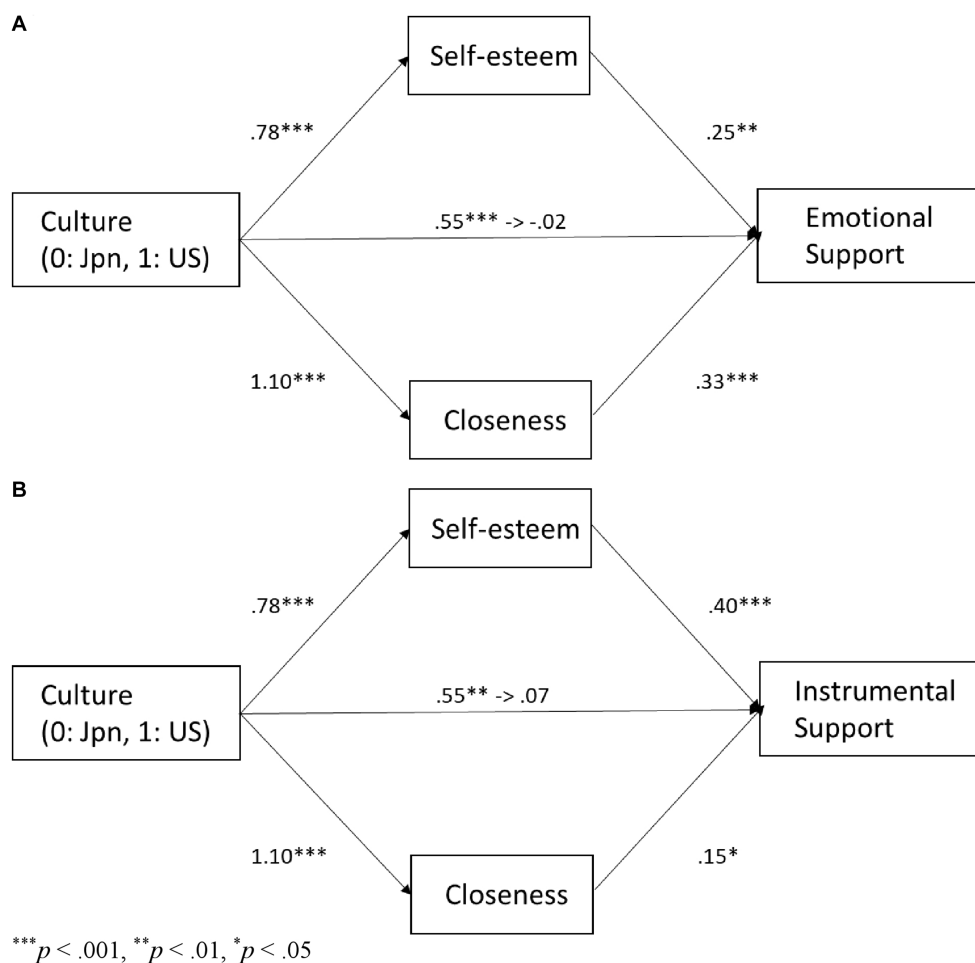 A
Self-esteem
.78***
.25**
Culture
(0: Jpn, 1: US)
.55*** -> -.02
Emotional
Support
1.10***
.33***
Closeness
B
Self-esteem
.78***
.40***
Culture
(0: Jpn, 1: US)
.55** -> .07
Instrumental
Support
1.10***
.15*
Closeness
***p < .001, **p < .01, *p < .05